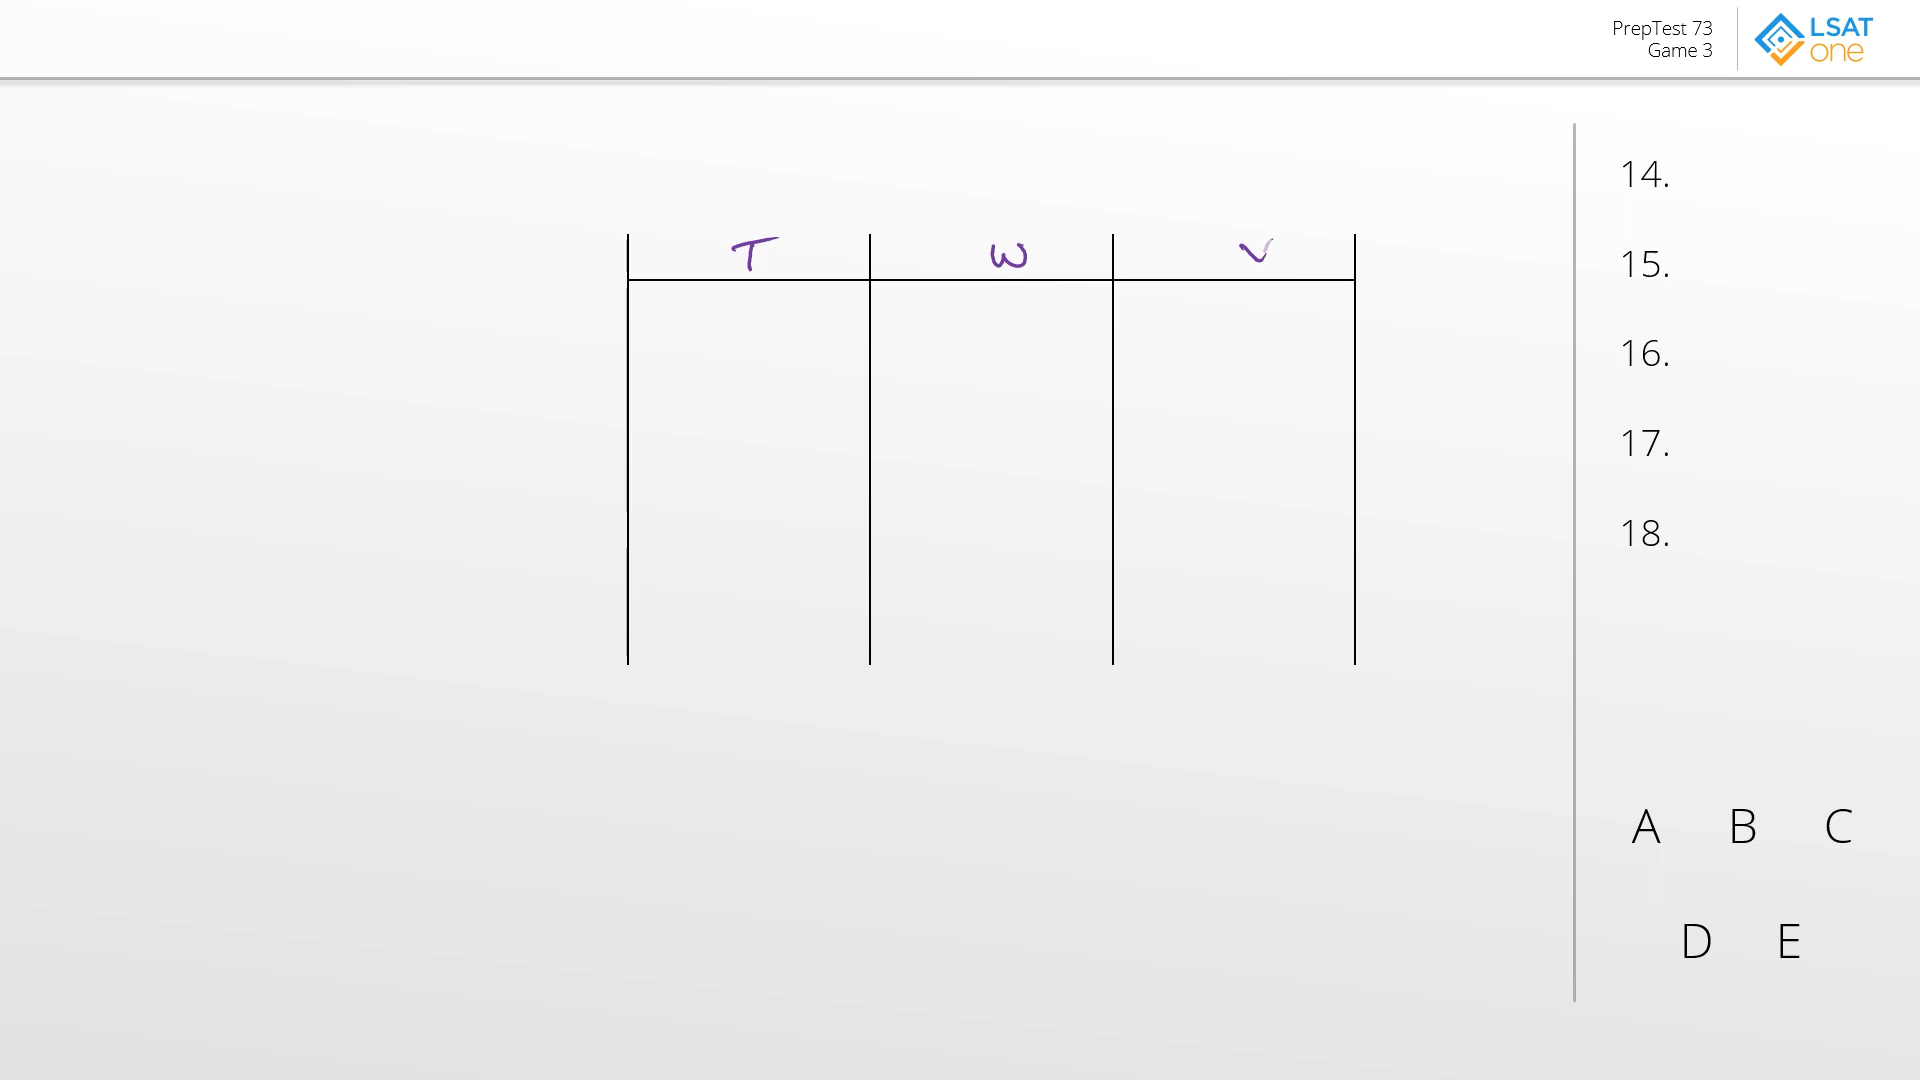 PrepTest 73
Game 3
LSAT
one
T W V
14.
15.
16.
17.
18.
A B C
D E